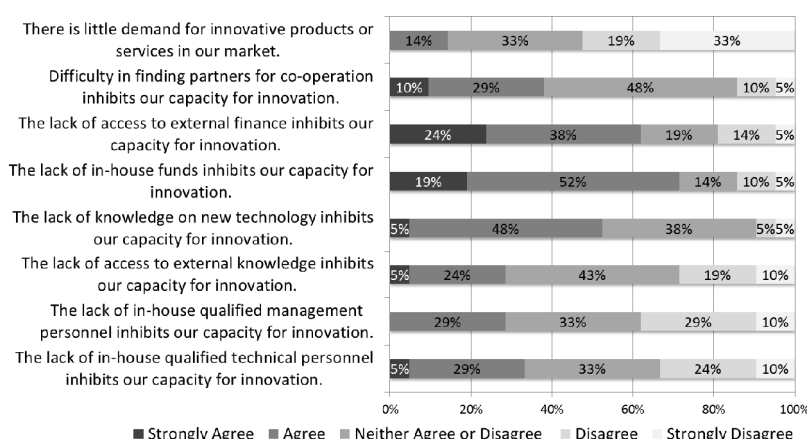 There is little demand for innovative products or
services in our market.
14% 33% 19% 33%
Difficulty in finding partners for co-operation
inhibits our capacity for innovation.
10% 29% 48% 10% 5%
The lack of access to external finance inhibits our
capacity for innovation.
24% 38% 19% 14% 5%
The lack of in-house funds inhibits our capacity for
innovation.
19% 52% 14% 10% 5%
The lack of knowledge on new technology inhibits
our capacity for innovation.
5% 48% 38% 5% 5%
The lack of access to external knowledge inhibits
our capacity for innovation.
5% 24% 43% 19% 10%
The lack of in-house qualified management
personnel inhibits our capacity for innovation.
29% 33% 29% 10%
The lack of in-house qualified technical personnel
inhibits our capacity for innovation.
5% 29% 33% 24% 10%
0% 20% 40% 60% 80% 100%
Strongly Agree Agree Neither Agree or Disagree Disagree Strongly Disagree